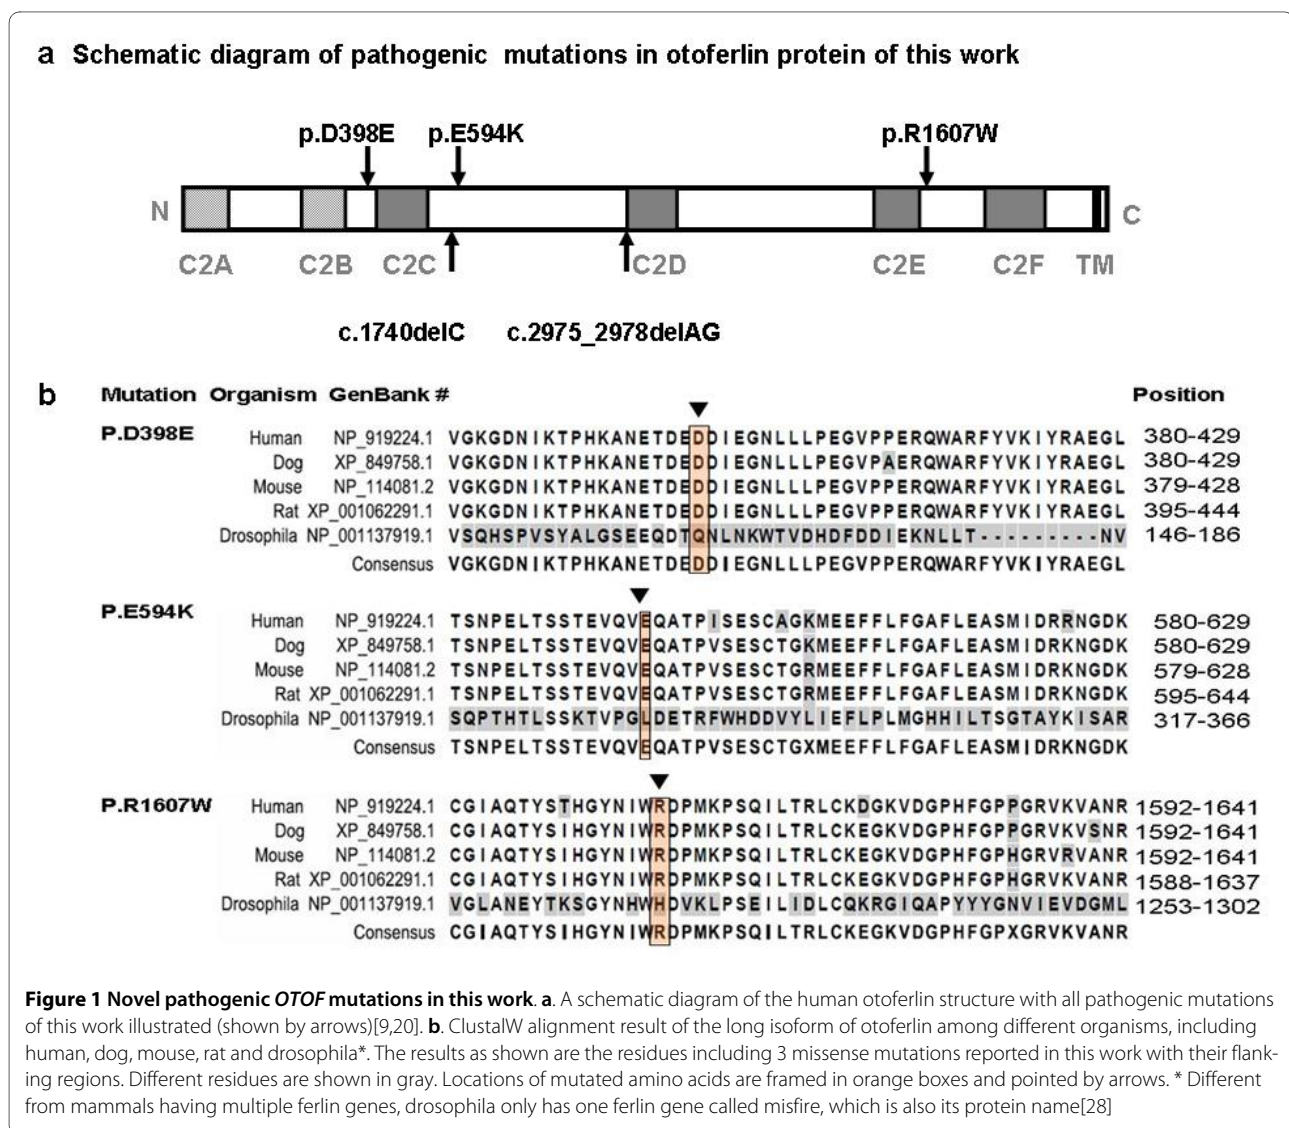 a Schematic diagram of pathogenic mutations in otoferlin protein of this work
p.D398E p.E594K p.R1607W
N C
C2A C2B C2C C2D C2E C2F TM
c.1740delC c.2975_2978delAG
b Mutation Organism GenBank # Position
P.D398E
Human NP_919224.1 VGKGDNIKTPHKANETDEDDIEGNLLLPEGVPPERQWARFYVKIYRAEGL 380-429
Dog XP_849758.1 VGKGDNIKTPHKANETDEDDIEGNLLLPEGVPAERQWARFYVKIYRAEGL 380-429
Mouse NP_114081.2 VGKGDNIKTPHKANETDEDDIEGNLLLPEGVPPERQWARFYVKIYRAEGL 379-428
Rat XP_001062291.1 VGKGDNIKTPHKANETDEDDIEGNLLLPEGVPPERQWARFYVKIYRAEGL 395-444
Drosophila NP_001137919.1 VSQHSPVSYALGSEEQDTQNLNKWTVDHDFDDIEKNLLT---------NV 146-186
Consensus VGKGDNIKTPHKANETDEDDIEGNLLLPEGVPPERQWARFYVKIYRAEGL
P.E594K
Human NP_919224.1 TSNPELTSSTEVQVEQATPISESCAGKMEEFFLFGAFLEASMIDRRNGDK 580-629
Dog XP_849758.1 TSNPELTSSTEVQVEQATPVSESCTGKMEEFFLFGAFLEASMIDRKNGDK 580-629
Mouse NP_114081.2 TSNPELTSSTEVQVEQATPVSESCTGRMEEFFLFGAFLEASMIDRKNGDK 579-628
Rat XP_001062291.1 TSNPELTSSTEVQVEQATPVSESCTGRMEEFFLFGAFLEASMIDRKNGDK 595-644
Drosophila NP_001137919.1 SQPTHTLSSKTVPGLDETRFWHDDVYLIEFLPLMGHHILTSGTAYKISAR 317-366
Consensus TSNPELTSSTEVQVEQATPVSESCTGXMEEFFLFGAFLEASMIDRKNGDK
P.R1607W
Human NP_919224.1 CGIAQTYSTHGYNIWRDPMKPSQILTRLCKDGKVDGPHFGPPGRVKVANR 1592-1641
Dog XP_849758.1 CGIAQTYSIHGYNIWRDPMKPSQILTRLCKEGKVDGPHFGPPGRVKVSNR 1592-1641
Mouse NP_114081.2 CGIAQTYSIHGYNIWRDPMKPSQILTRLCKEGKVDGPHFGPHGRVRVANR 1592-1641
Rat XP_001062291.1 CGIAQTYSIHGYNIWRDPMKPSQILTRLCKEGKVDGPHFGPHGRVKVANR 1588-1637
Drosophila NP_001137919.1 VGLANEYTKSGYNHWHDVKLPSEILIDLCQKRGIQAPYYYGNVIEVDGML 1253-1302
Consensus CGIAQTYSIHGYNIWRDPMKPSQILTRLCKEGKVDGPHFGPXGRVKVANR
Figure 1 Novel pathogenic OTOF mutations in this work. a. A schematic diagram of the human otoferlin structure with all pathogenic mutations
of this work illustrated (shown by arrows)[9,20]. b. ClustalW alignment result of the long isoform of otoferlin among different organisms, including
human, dog, mouse, rat and drosophila*. The results as shown are the residues including 3 missense mutations reported in this work with their flank-
ing regions. Different residues are shown in gray. Locations of mutated amino acids are framed in orange boxes and pointed by arrows. * Different
from mammals having multiple ferlin genes, drosophila only has one ferlin gene called misfire, which is also its protein name[28]